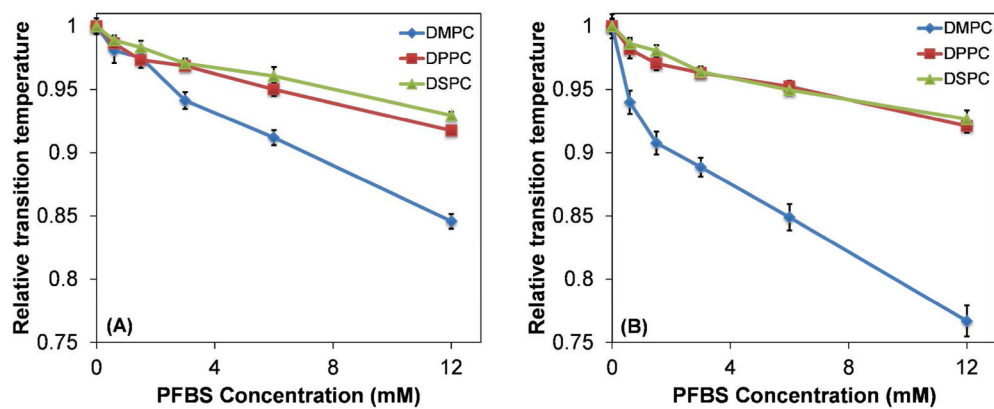 Relative transition temperature
1
0.95
0.9
0.85
0.8
0.75
DMPC
DPPC
DSPC
(A)
0 4 8 12
PFBS Concentration (mM)
Relative transition temperature
1
0.95
0.9
0.85
0.8
0.75
DMPC
DPPC
DSPC
(B)
0 4 8 12
PFBS Concentration (mM)